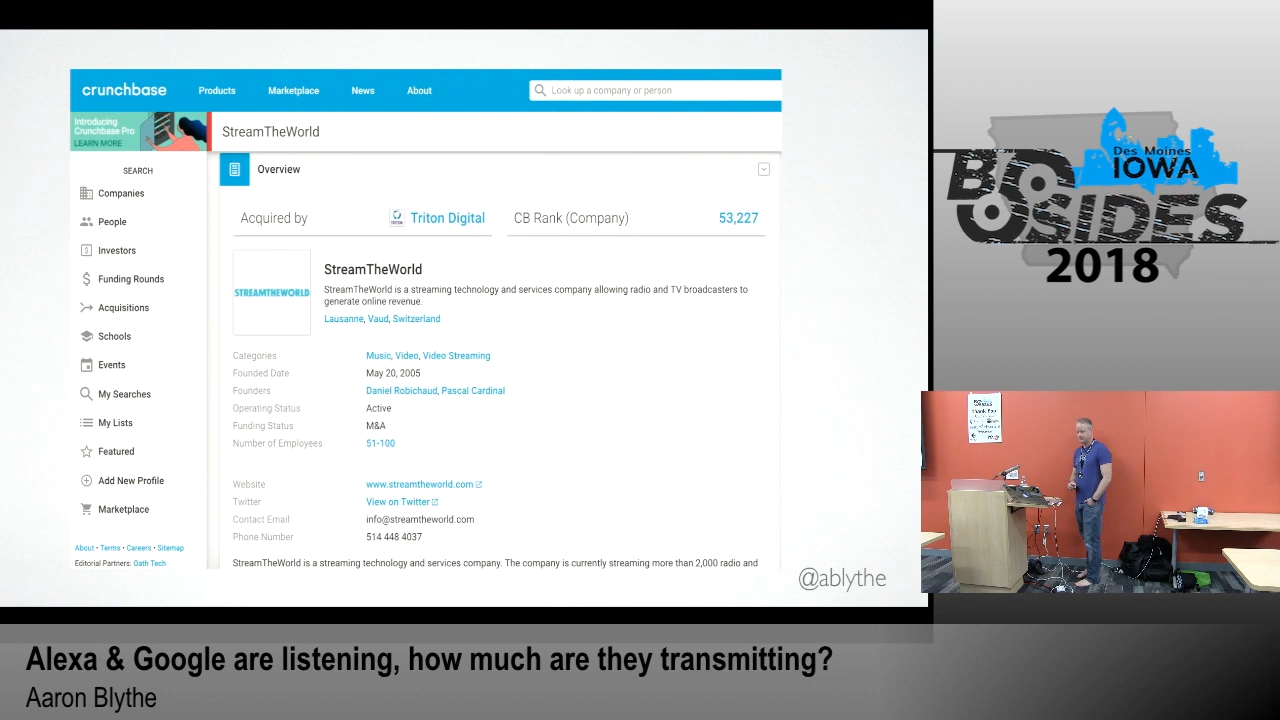 crunchbase
Products
Marketplace
News
About
Look up a company or person
Introducing
Crunchbase Pro
LEARN MORE
StreamTheWorld
SEARCH
Companies
People
Investors
Funding Rounds
Acquisitions
Schools
Events
My Searches
My Lists
Featured
Add New Profile
Marketplace
About • Terms • Careers • Sitemap
Editorial Partners: Oath Tech
Overview
Acquired by
TRITON
Triton Digital
CB Rank (Company)
53,227
STREAMTHEWORLD
StreamTheWorld
StreamTheWorld is a streaming technology and services company allowing radio and TV broadcasters to
generate online revenue.
Lausanne, Vaud, Switzerland
Categories Music, Video, Video Streaming
Founded Date May 20, 2005
Founders Daniel Robichaud, Pascal Cardinal
Operating Status Active
Funding Status M&A
Number of Employees 51-100
Website www.streamtheworld.com
Twitter View on Twitter
Contact Email info@streamtheworld.com
Phone Number 514 448 4037
StreamTheWorld is a streaming technology and services company. The company is currently streaming more than 2,000 radio and
@ablythe
Des Moines
IOWA
BSIDES
2018
Thank You!
Alexa & Google are listening, how much are they transmitting?
Aaron Blythe